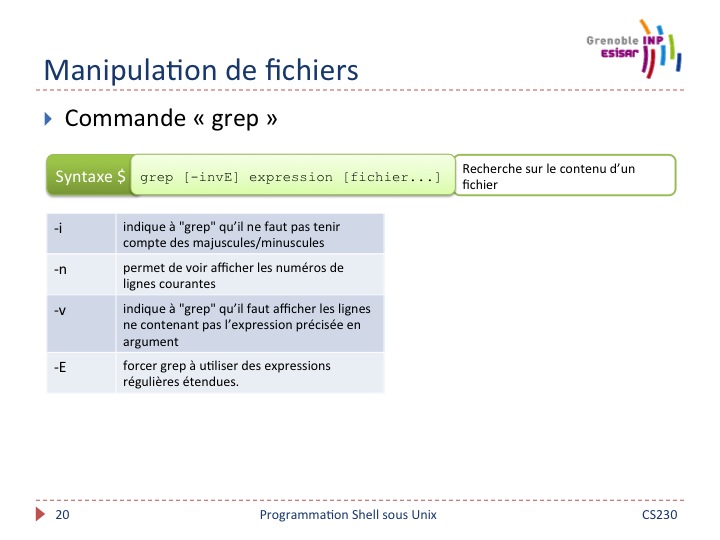 Grenoble INP
ESISAR
Manipulation de fichiers
Commande « grep »
Syntaxe $ grep [-invE] expression [fichier...]
Recherche sur le contenu d’un
fichier
-i
indique à "grep" qu’il ne faut pas tenir
compte des majuscules/minuscules
-n
permet de voir afficher les numéros de
lignes courantes
-v
indique à "grep" qu’il faut afficher les lignes
ne contenant pas l’expression précisée en
argument
-E
forcer grep à utiliser des expressions
régulières étendues.
20
Programmation Shell sous Unix
CS230